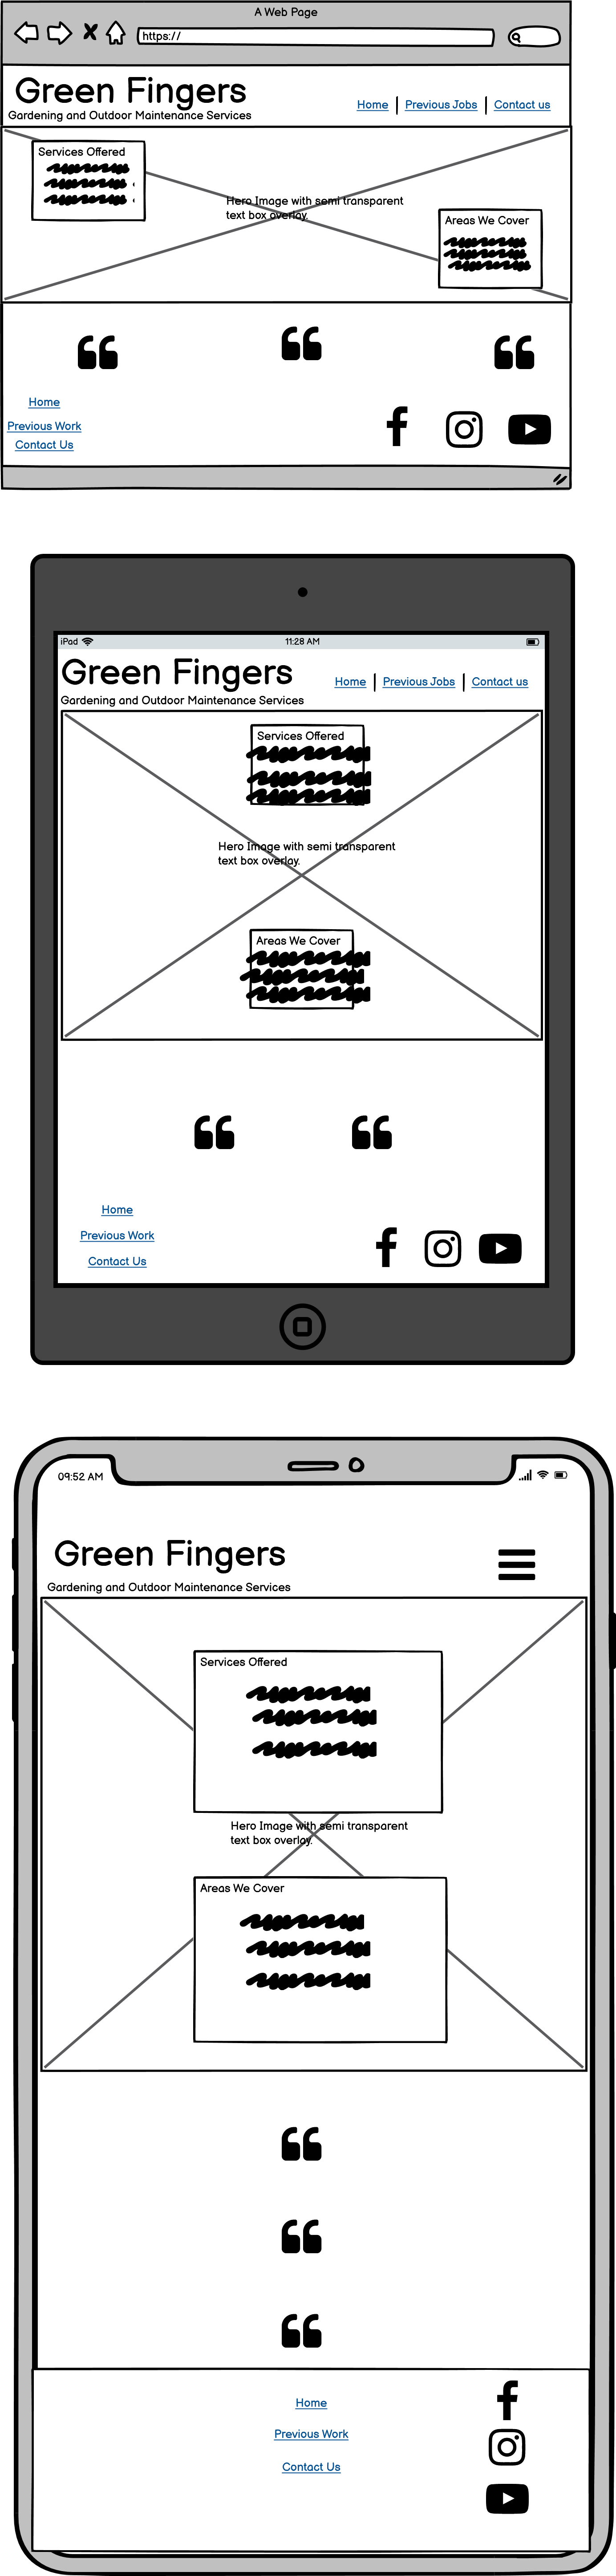 A Web Page
https://
Green Fingers
Gardening and Outdoor Maintenance Services
Home
Previous Jobs
Contact us
Services Offered
Hero Image with semi transparent
text box overlay.
Areas We Cover
Home
Previous Work
Contact Us
iPad
11:28 AM
Green Fingers
Gardening and Outdoor Maintenance Services
Home
Previous Jobs
Contact us
Services Offered
Hero Image with semi transparent
text box overlay.
Areas We Cover
Home
Previous Work
Contact Us
09:52 AM
Green Fingers
Gardening and Outdoor Maintenance Services
Services Offered
Hero Image with semi transparent
text box overlay.
Areas We Cover
Home
Previous Work
Contact Us